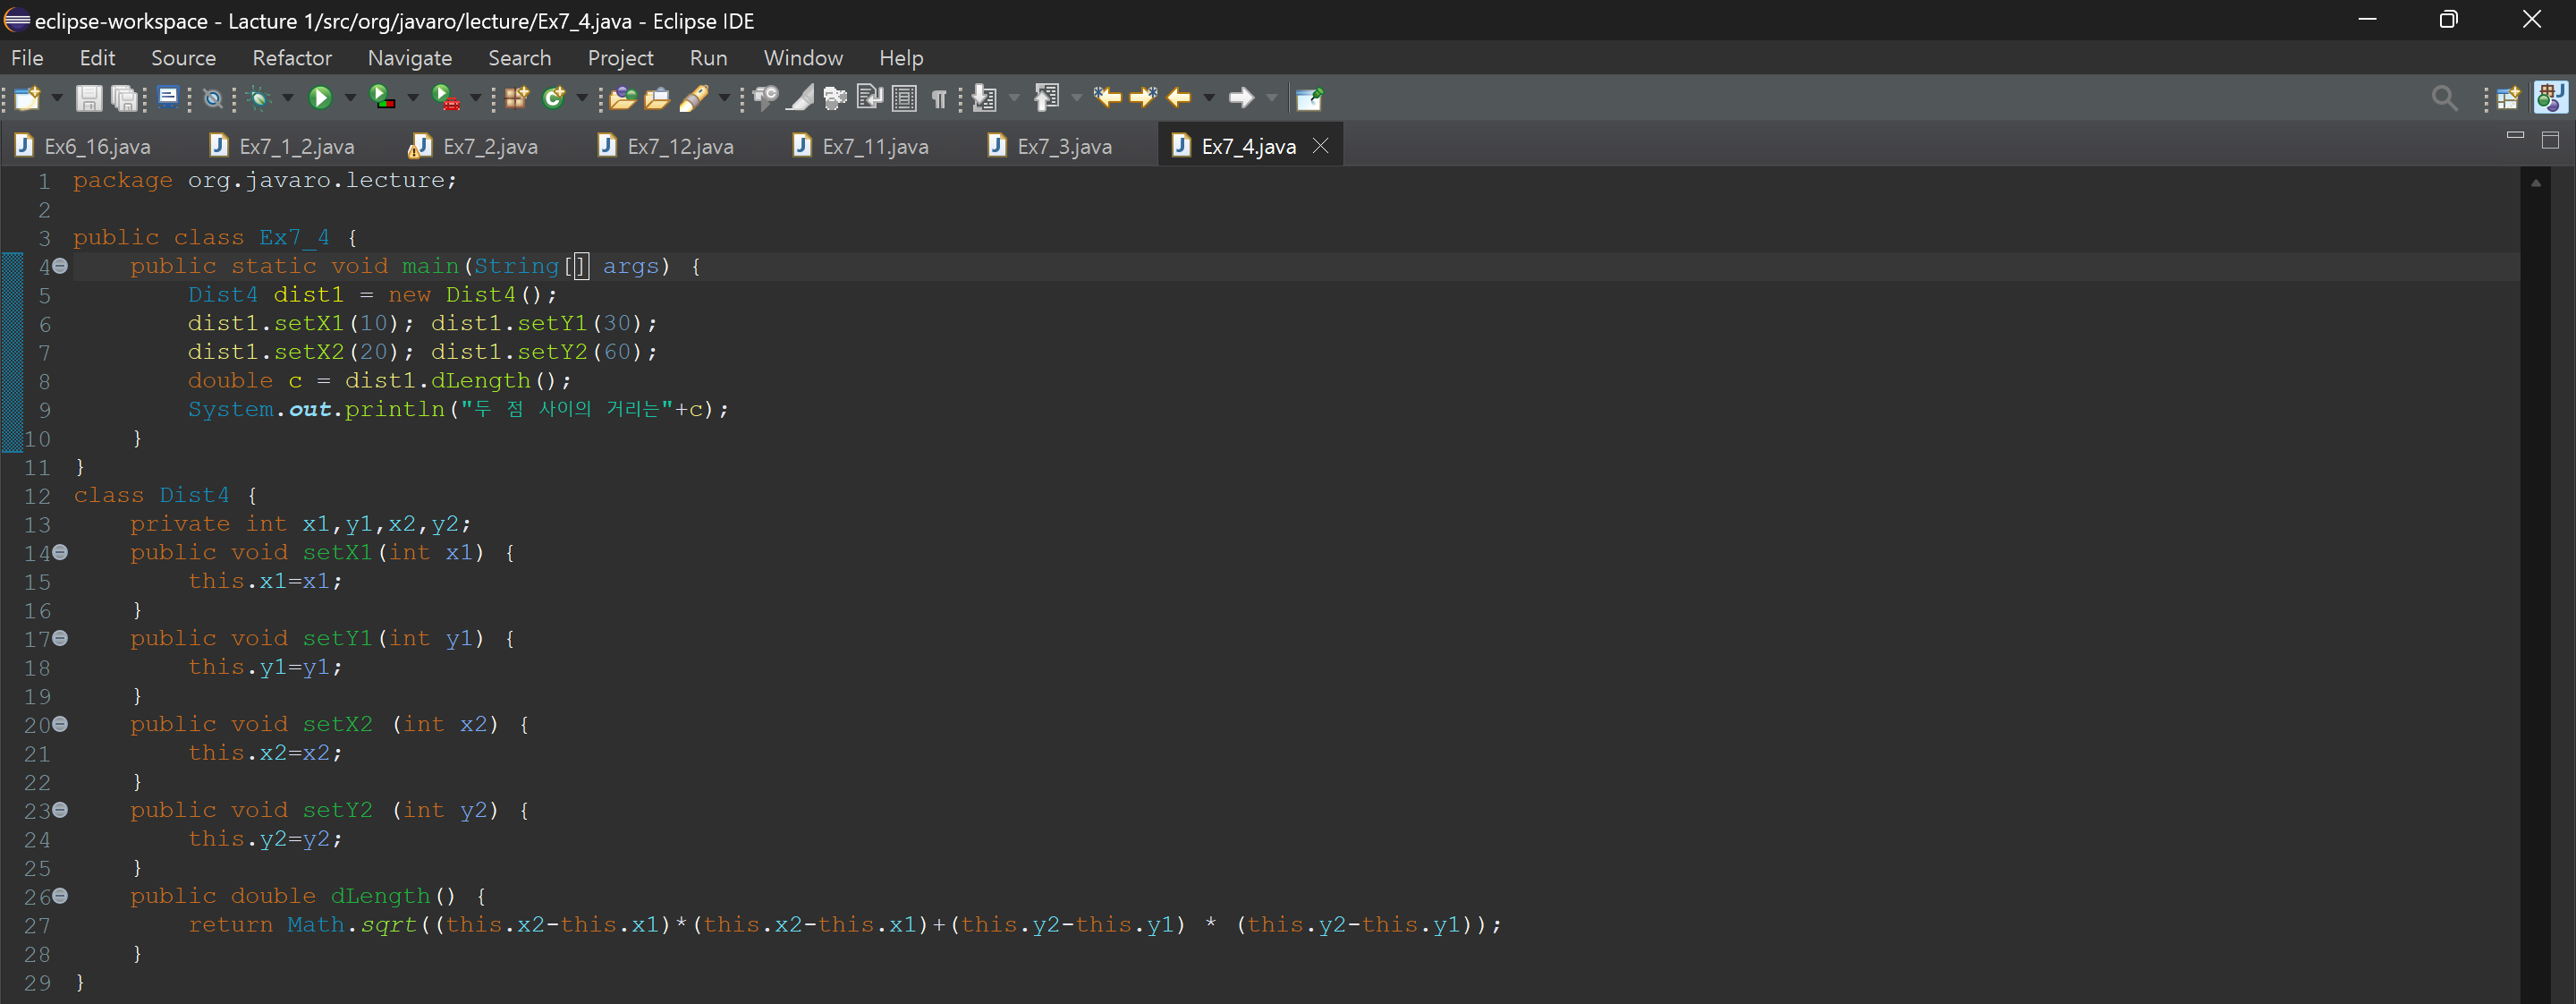 eclipse-workspace - Lacture 1/src/org/javaro/lecture/Ex7_4.java - Eclipse IDE
File Edit Source Refactor Navigate Search Project Run Window Help
Ex6_16.java Ex7_1_2.java Ex7_2.java Ex7_12.java Ex7_11.java Ex7_3.java Ex7_4.java
1 package org.javaro.lecture;
2
3 public class Ex7_4 {
4 public static void main(String[] args) {
5 Dist4 dist1 = new Dist4();
6 dist1.setX1(10); dist1.setY1(30);
7 dist1.setX2(20); dist1.setY2(60);
8 double c = dist1.dLength();
9 System.out.println("두 점 사이의 거리는"+c);
10 }
11 }
12 class Dist4 {
13 private int x1,y1,x2,y2;
14 public void setX1(int x1) {
15 this.x1=x1;
16 }
17 public void setY1(int y1) {
18 this.y1=y1;
19 }
20 public void setX2 (int x2) {
21 this.x2=x2;
22 }
23 public void setY2 (int y2) {
24 this.y2=y2;
25 }
26 public double dLength() {
27 return Math.sqrt((this.x2-this.x1)*(this.x2-this.x1)+(this.y2-this.y1) * (this.y2-this.y1));
28 }
29 }